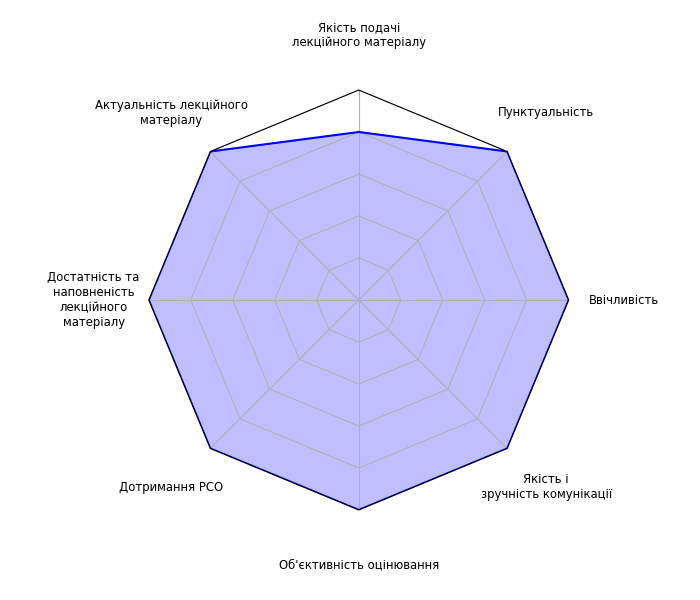 Якість подачі
лекційного матеріалу
Актуальність лекційного
матеріалу
Пунктуальність
Достатність та
наповненість
лекційного
матеріалу
Ввічливість
Дотримання РСО
Якість і
зручність комунікації
Об'єктивність оцінювання